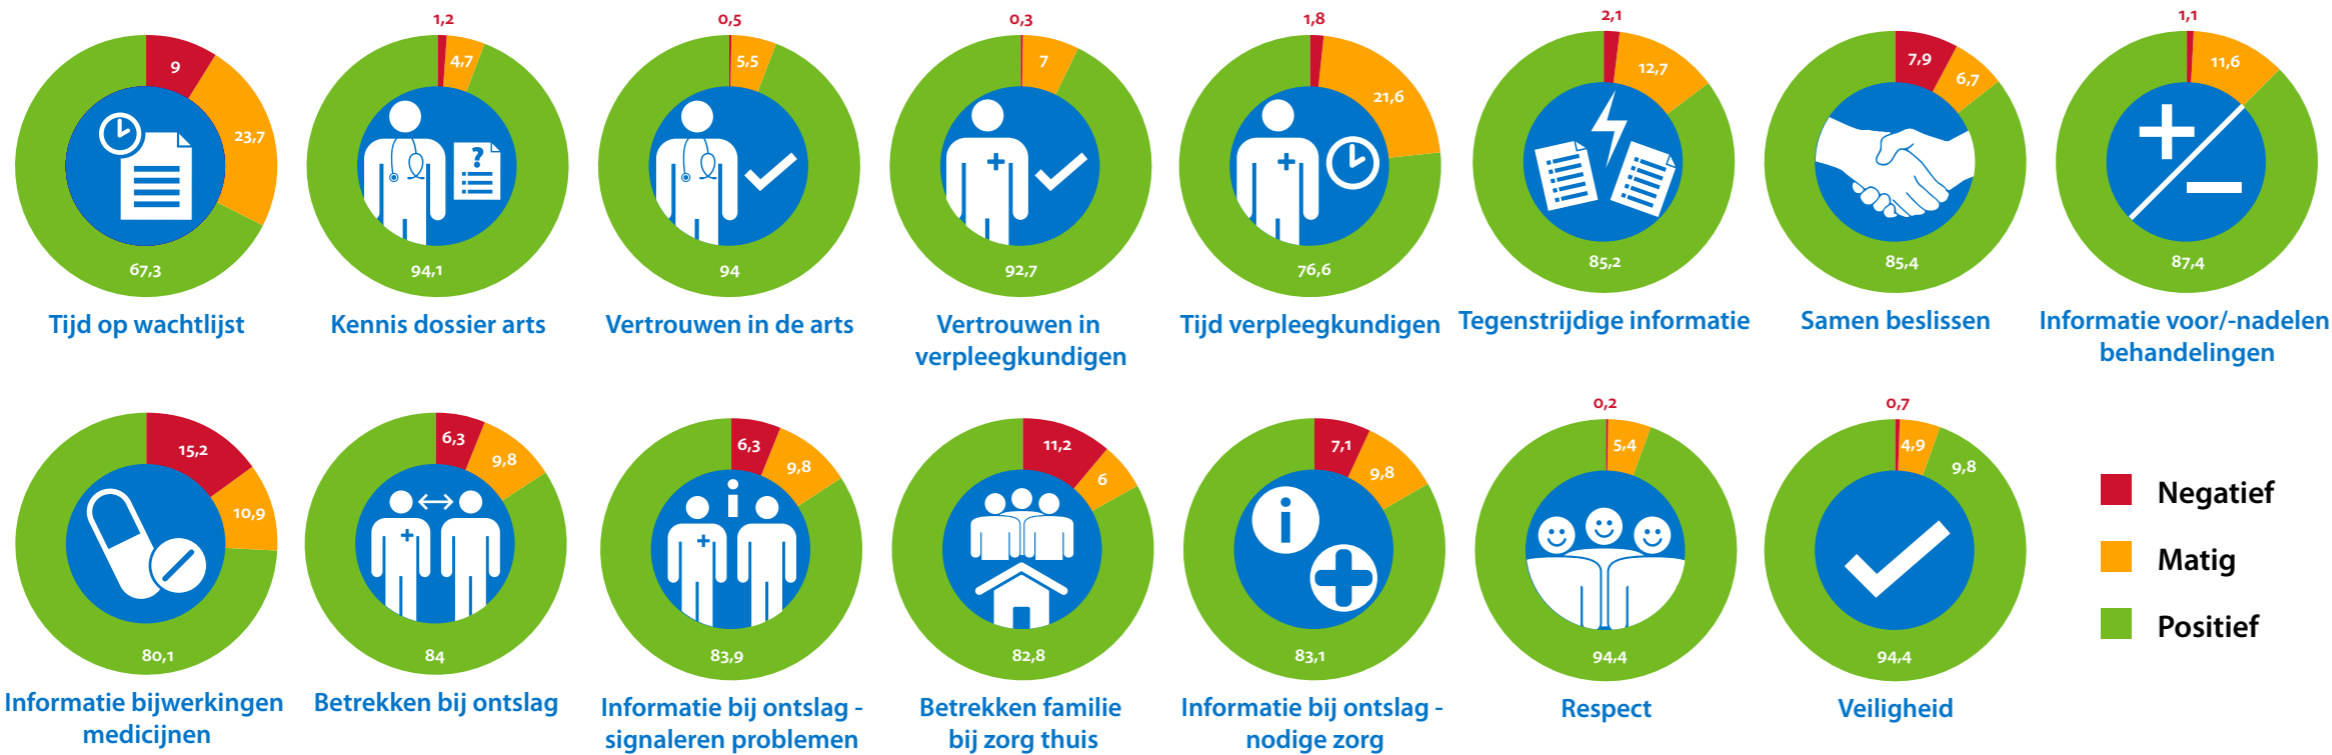 1,2
0,5
0,3
1,8
2,1
1,1
9
4,7
5,5
7
21,6
12,7
7,9
6,7
11,6
23,7
?
67,3
94,1
94
92,7
76,6
85,2
85,4
87,4
Tijd op wachtlijst
Kennis dossier arts
Vertrouwen in de arts
Vertrouwen in
verpleegkundigen
Tijd verpleegkundigen
Tegenstrijdige informatie
Samen beslissen
Informatie voor/-nadelen
behandelingen
0,2
0,7
15,2
10,9
6,3
9,8
6,3
9,8
i
11,2
6
7,1
9,8
i
5,4
4,9
9,8
80,1
84
83,9
82,8
83,1
94,4
94,4
Informatie bijwerkingen
medicijnen
Betrekken bij ontslag
Informatie bij ontslag -
signaleren problemen
Betrekken familie
bij zorg thuis
Informatie bij ontslag -
nodige zorg
Respect
Veiligheid
Negatief
Matig
Positief